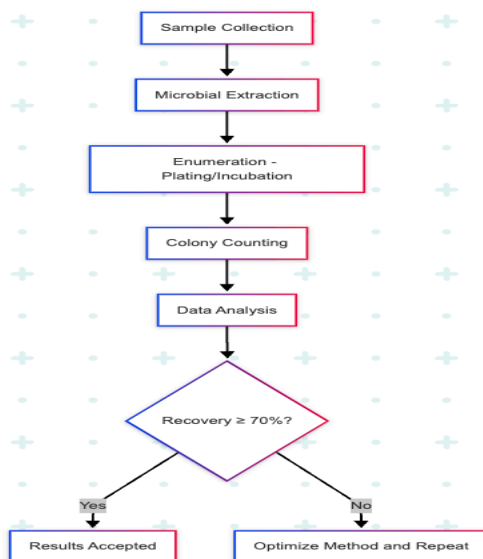 Sample Collection
Microbial Extraction
Enumeration -
Plating/Incubation
Colony Counting
Data Analysis
Recovery ≥ 70%?
Yes
No
Results Accepted
Optimize Method and Repeat